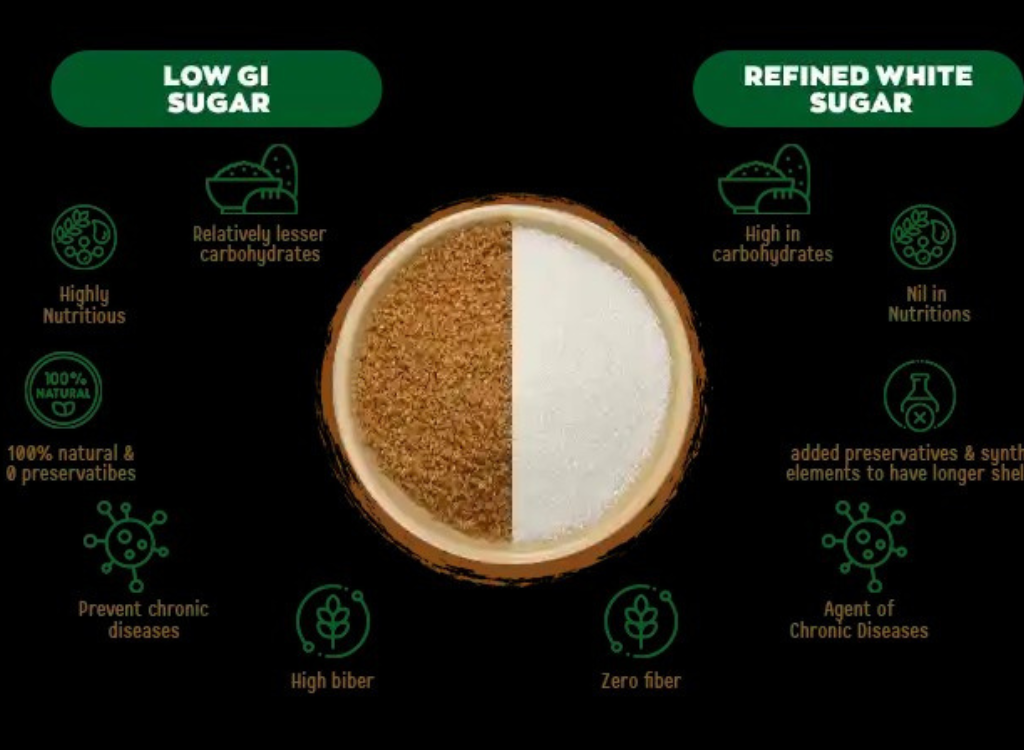 LOW GI
SUGAR
Relatively lesser
carbohydrates
Highly
Nutritious
100%
NATURAL
100% natural &
0 preservatibes
Prevent chronic
diseases
High biber
REFINED WHITE
SUGAR
High in
carbohydrates
Nil in
Nutritions
added preservatives & synth
elements to have longer shel
Agent of
Chronic Diseases
Zero fiber